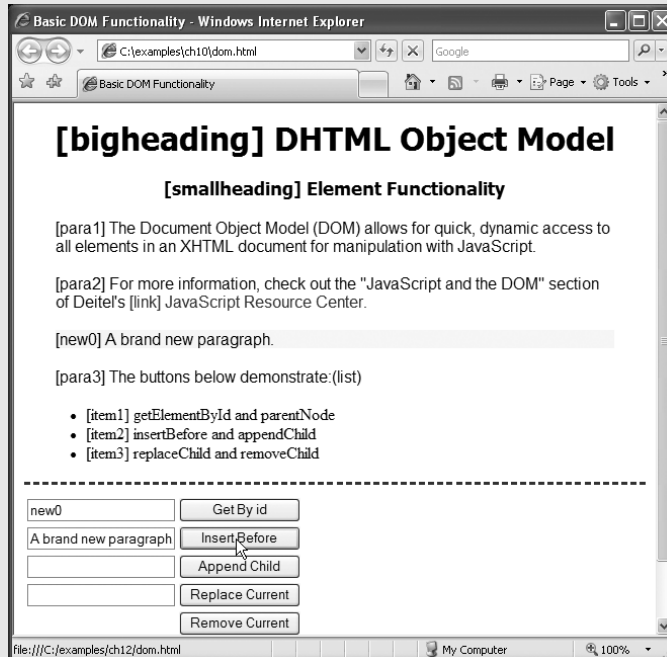 Basic DOM Functionality - Windows Internet Explorer
C:\examples\ch10\dom.html
Google
Basic DOM Functionality
Page
Tools
[bigheading] DHTML Object Model
[smallheading] Element Functionality
[para1] The Document Object Model (DOM) allows for quick, dynamic access to
all elements in an XHTML document for manipulation with JavaScript.
[para2] For more information, check out the "JavaScript and the DOM" section
of Deitel's [link] JavaScript Resource Center.
[new0] A brand new paragraph.
[para3] The buttons below demonstrate:(list)
• [item1] getElementById and parentNode
• [item2] insertBefore and appendChild
• [item3] replaceChild and removeChild
new0 Get By id
A brand new paragraph Insert Before
Append Child
Replace Current
Remove Current
file:///C:/examples/ch12/dom.html
My Computer
100%